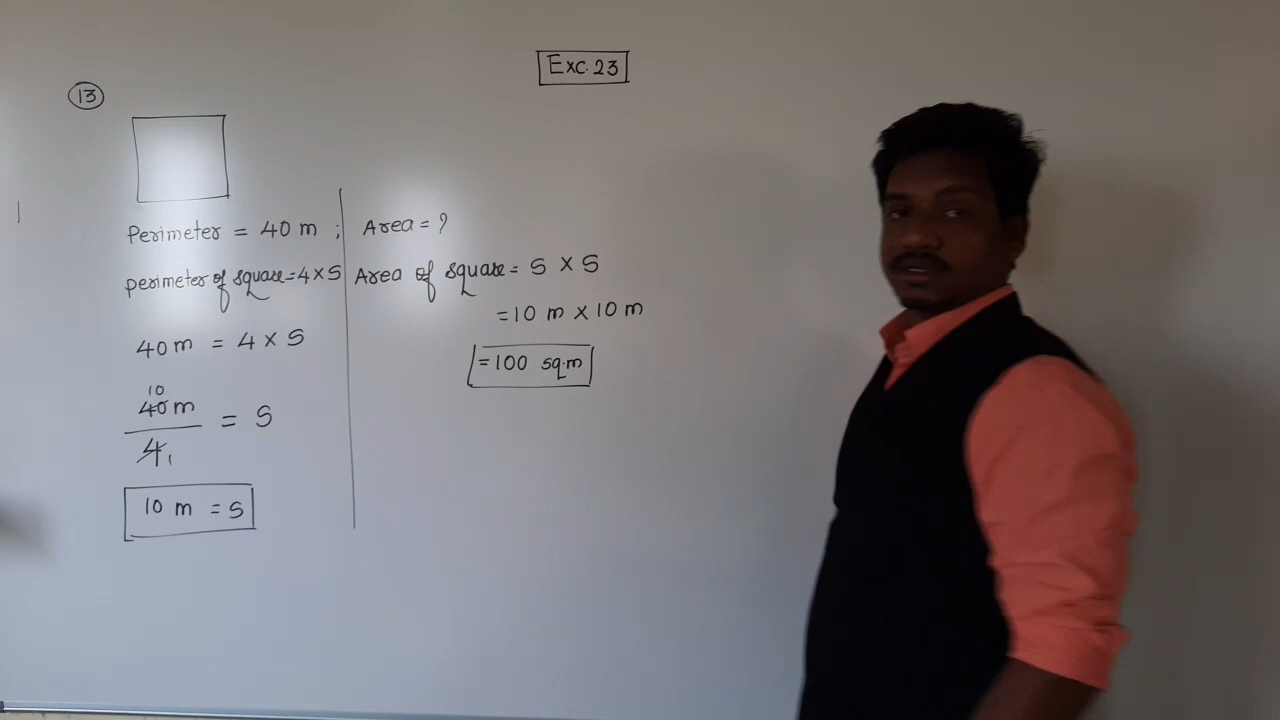 Exc. 23
13
Perimeter = 40 m ; Area = ?
perimeter of square = 4 × S
40 m = 4 × S
10
40 m
= S
4 1
10 m = S
Area of square = S × S
= 10 m × 10 m
= 100 sq.m